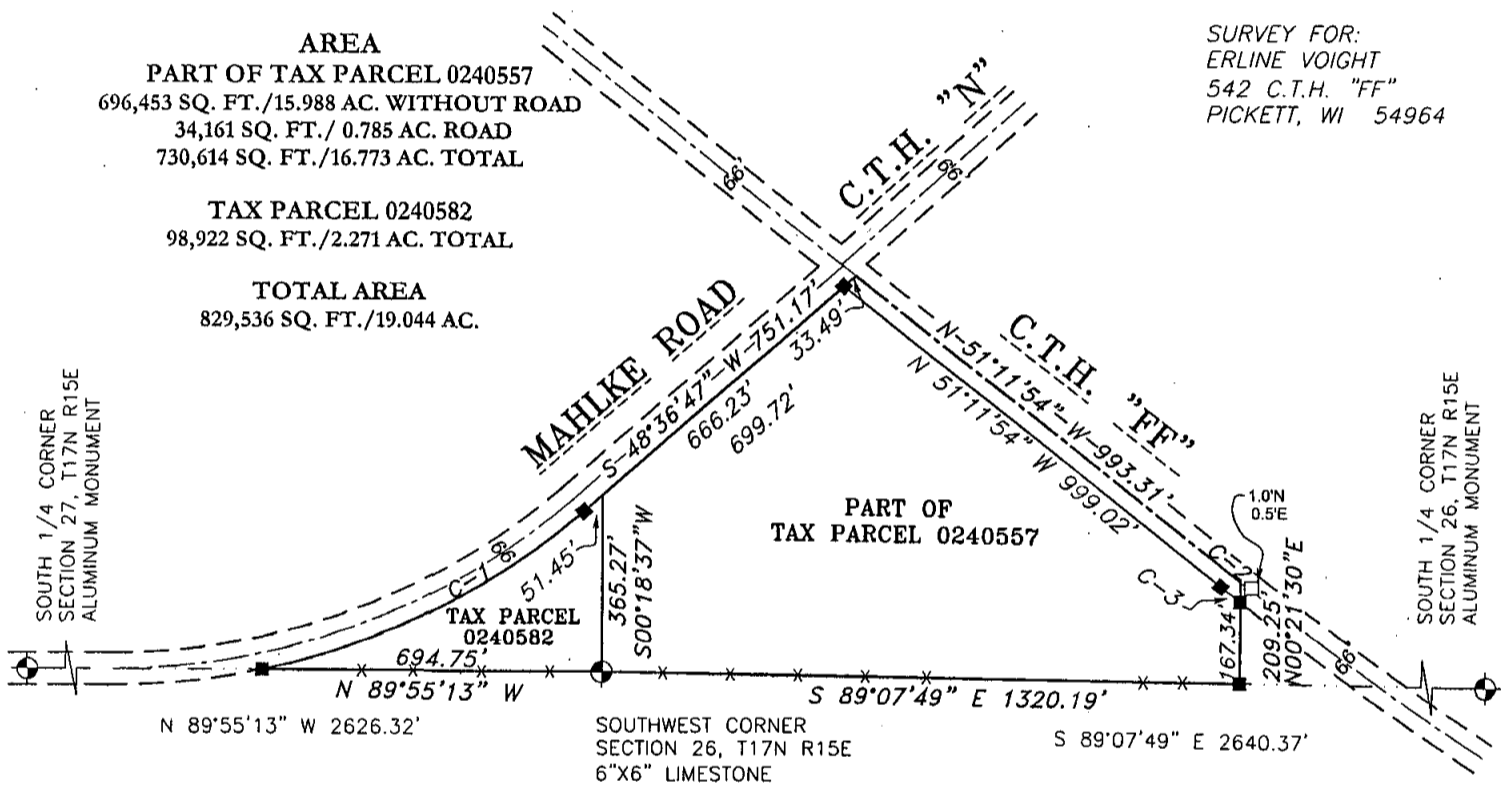 AREA
PART OF TAX PARCEL 0240557
696,453 SQ. FT./15.988 AC. WITHOUT ROAD
34,161 SQ. FT./ 0.785 AC. ROAD
730,614 SQ. FT./16.773 AC. TOTAL
TAX PARCEL 0240582
98,922 SQ. FT./2.271 AC. TOTAL
TOTAL AREA
829,536 SQ. FT./19.044 AC.
SURVEY FOR:
ERLINE VOIGHT
542 C.T.H. "FF"
PICKETT, WI 54964
66'
C.T.H. "N"
66'
MAHLKE ROAD
S-48°36'47"-W-751.17'
666.23'
699.72'
33.49'
C.T.H. "FF"
N-51°11'54"-W-993.31'
N 51°11'54" W 999.02'
SOUTH 1/4 CORNER
SECTION 27, T17N R15E
ALUMINUM MONUMENT
C-1
66'
51.45'
TAX PARCEL
0240582
365.27'
S00°18'37"W
PART OF
TAX PARCEL 0240557
1.0'N
0.5'E
C-2
C-3
167.34'
209.25'
N00°21'30"E
66'
SOUTH 1/4 CORNER
SECTION 26, T17N R15E
ALUMINUM MONUMENT
694.75'
N 89°55'13" W
S 89°07'49" E 1320.19'
N 89°55'13" W 2626.32'
SOUTHWEST CORNER
SECTION 26, T17N R15E
6"X6" LIMESTONE
S 89°07'49" E 2640.37'